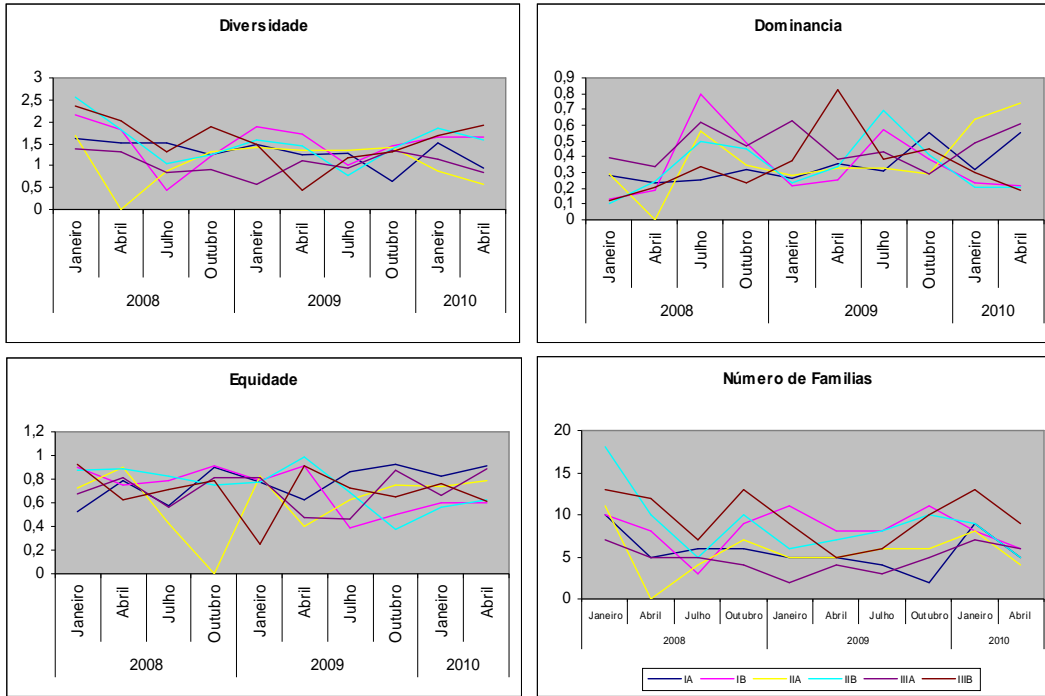 Diversidade
3
2,5
2
1,5
1
0,5
0
Janeiro Abril Julho Outubro Janeiro Abril Julho Outubro Janeiro Abril
2008 2009 2010
Dominancia
0,9
0,8
0,7
0,6
0,5
0,4
0,3
0,2
0,1
0
Janeiro Abril Julho Outubro Janeiro Abril Julho Outubro Janeiro Abril
2008 2009 2010
Equidade
1,2
1
0,8
0,6
0,4
0,2
0
Janeiro Abril Julho Outubro Janeiro Abril Julho Outubro Janeiro Abril
2008 2009 2010
Número de Familias
20
15
10
5
0
Janeiro Abril Julho Outubro Janeiro Abril Julho Outubro Janeiro Abril
2008 2009 2010
IA IB IIA IIB IIIA IIIB